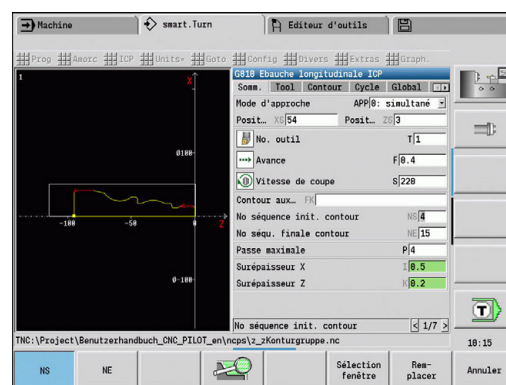 Machine
smart.Turn
Editeur d'outils
Prog
Amorc
ICP
Units»
Goto
Config
Divers
Extras
Graph.
1
X
Ø100
-100
-50
0
Z
Ø-100
G810 Ebauche longitudinale ICP
Somm. Tool Contour Cycle Global
Mode d'approche APP 0: simultané
Posit… XS 54 Posit… ZS 3
No. outil T 1
Avance F 0.4
Vitesse de coupe S 220
Contour aux… FK
No séquence init. contour NS 4
No séqu. finale contour NE 15
Passe maximale P 4
Surépaisseur X I 0.5
Surépaisseur Z K 0.2
No séquence init. contour < 1/7 >
TNC:\Project\Benutzerhandbuch_CNC_PILOT_en\ncps\z_zKonturgruppe.nc
T
10:15
NS
NE
Sélection fenêtre
Rem-
placer
Annuler